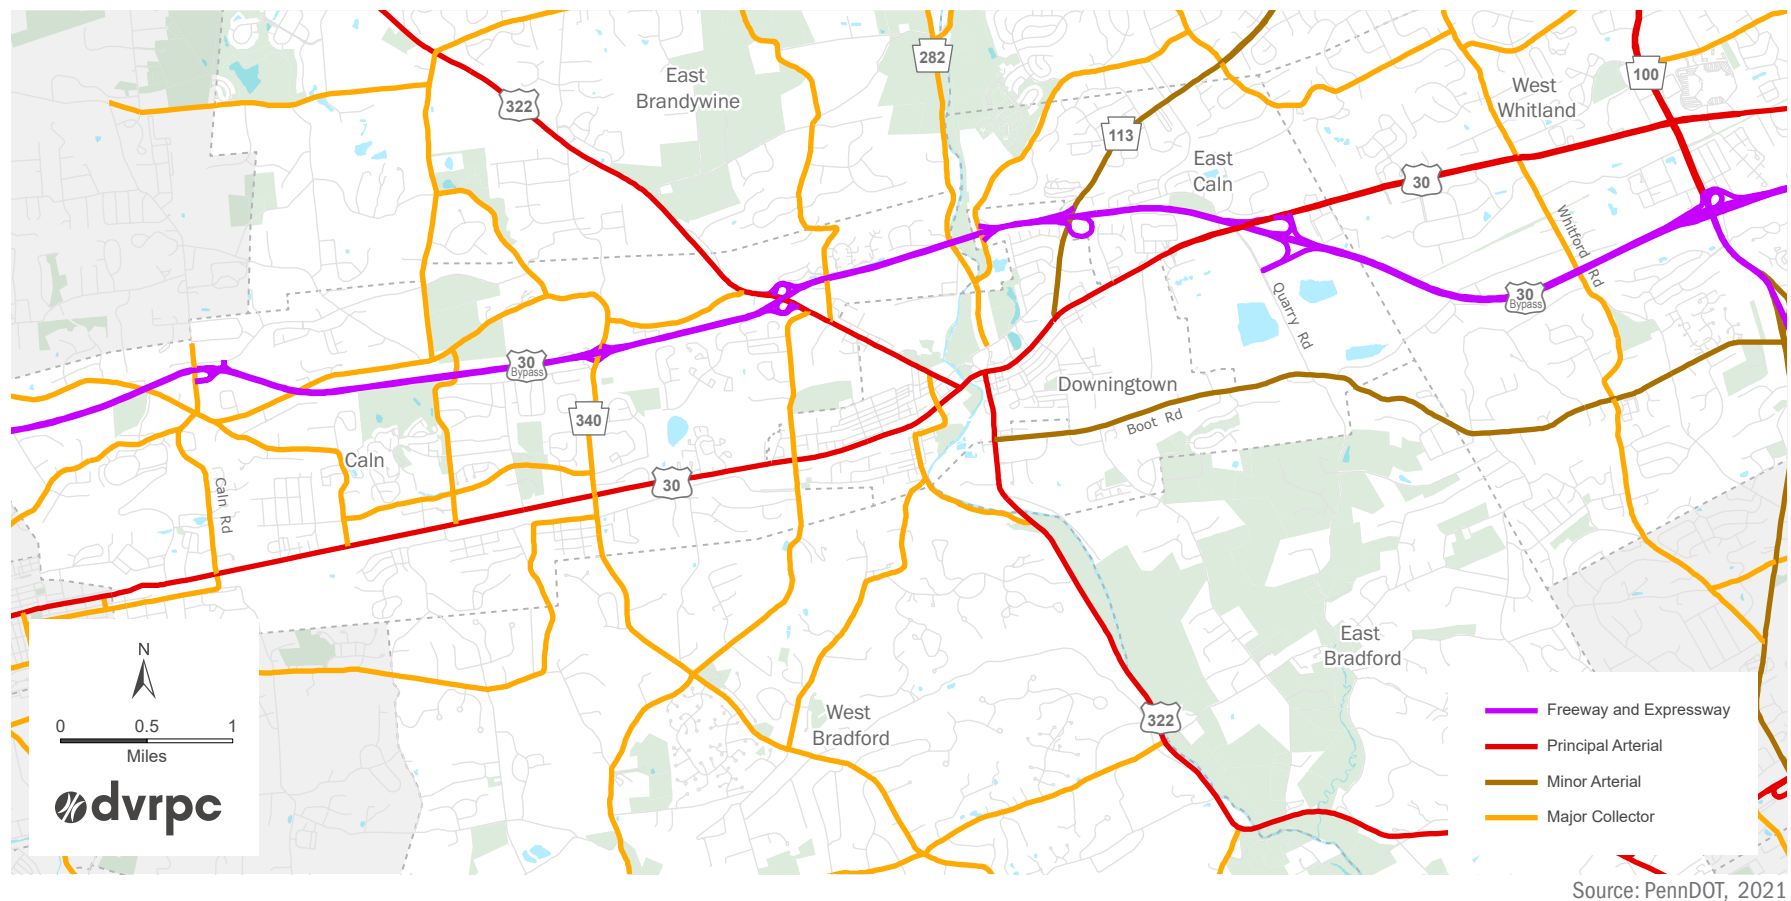 282
East
Brandywine
322
113
West
Whitland
100
East
Caln
30
Whitford Rd
30
Bypass
Quarry Rd
30
Bypass
Downingtown
Boot Rd
340
Caln
30
Caln Rd
East
Bradford
West
Bradford
322
N
0 0.5 1
Miles
dvrpc
Freeway and Expressway
Principal Arterial
Minor Arterial
Major Collector
Source: PennDOT, 2021